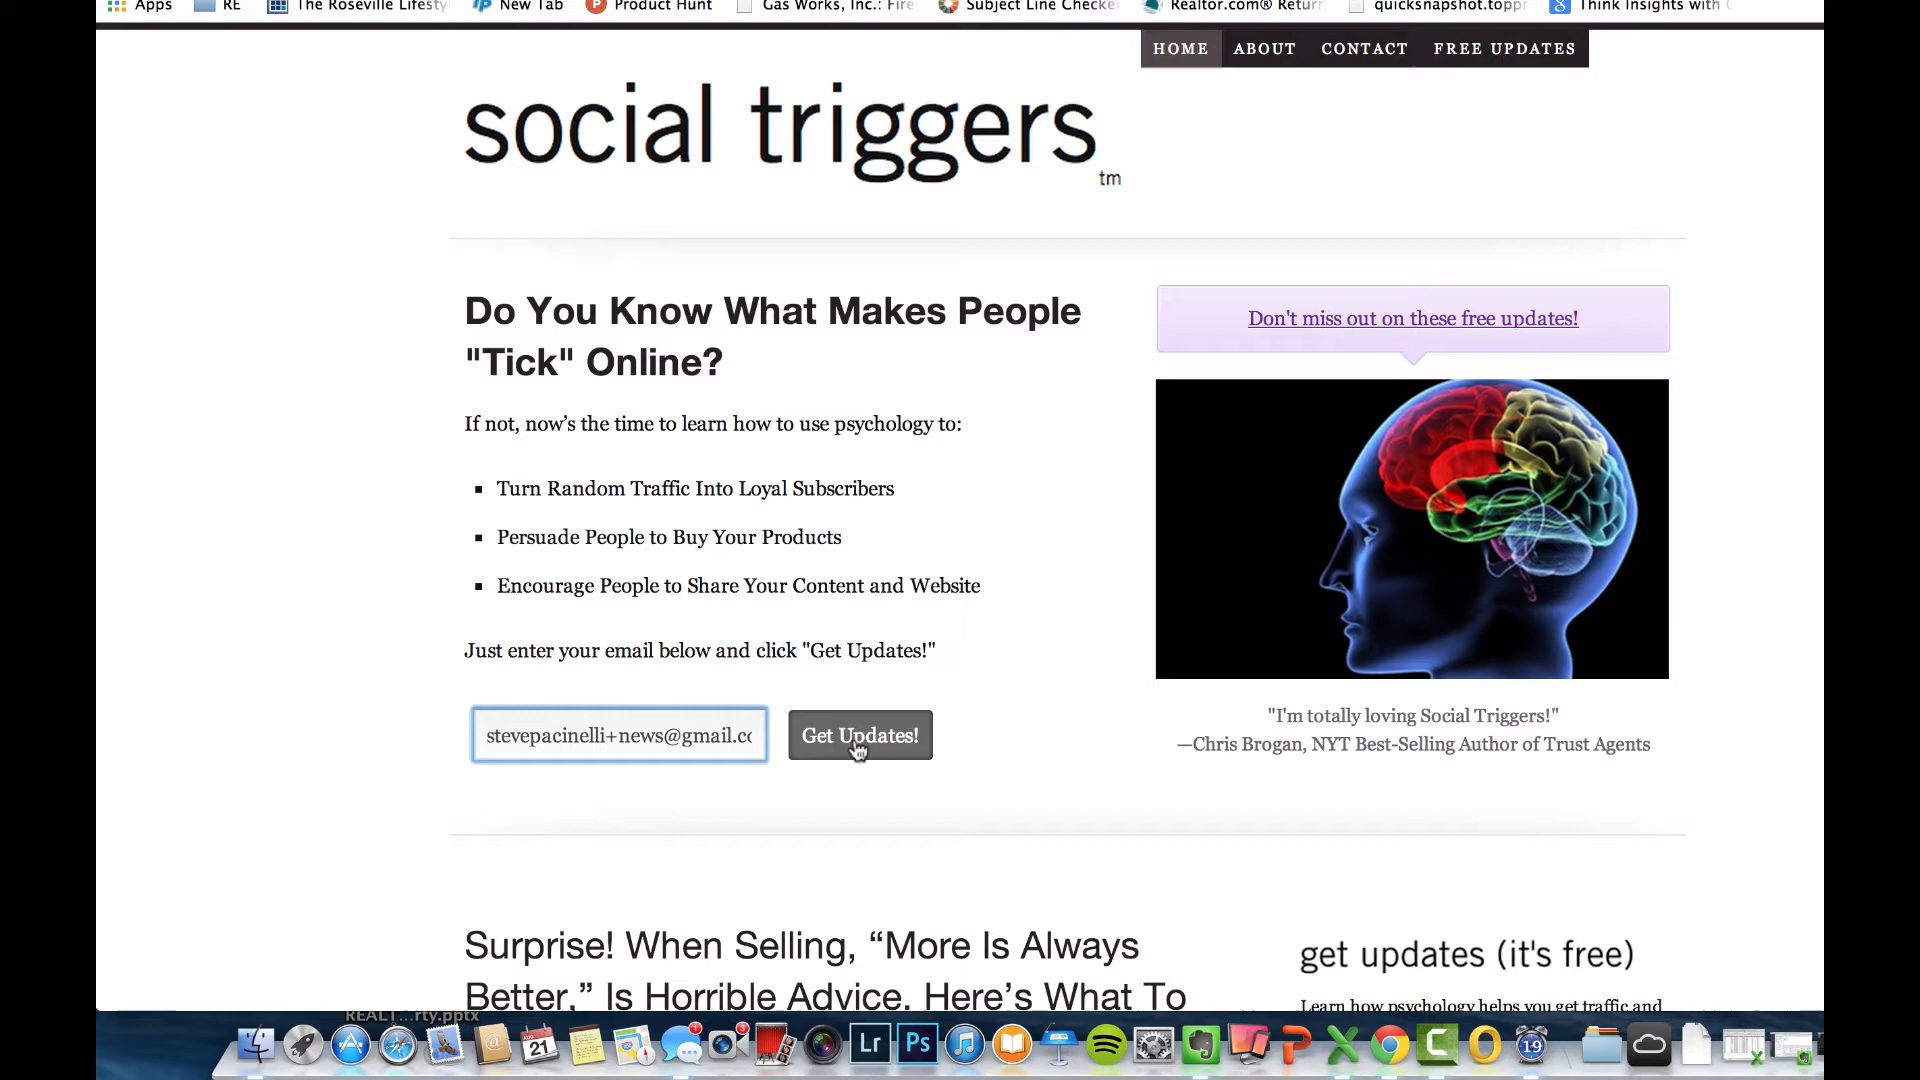 Apps RE The Roseville Lifesty New Tab Product Hunt Gas Works, Inc.: Fire Subject Line Checke Realtor.com® Return quicksnapshot.toppr Think Insights with
HOME ABOUT CONTACT FREE UPDATES
social triggers
tm
Do You Know What Makes People
"Tick" Online?
If not, now's the time to learn how to use psychology to:
Turn Random Traffic Into Loyal Subscribers
Persuade People to Buy Your Products
Encourage People to Share Your Content and Website
Just enter your email below and click "Get Updates!"
stevepacinelli+news@gmail.co
Get Updates!
Don't miss out on these free updates!
"I'm totally loving Social Triggers!"
—Chris Brogan, NYT Best-Selling Author of Trust Agents
Surprise! When Selling, “More Is Always
Better,” Is Horrible Advice. Here’s What To
get updates (it's free)
Learn how psychology helps you get traffic and
REALT...rty.pptx
AUG
21
1
3
Lr
Ps
19